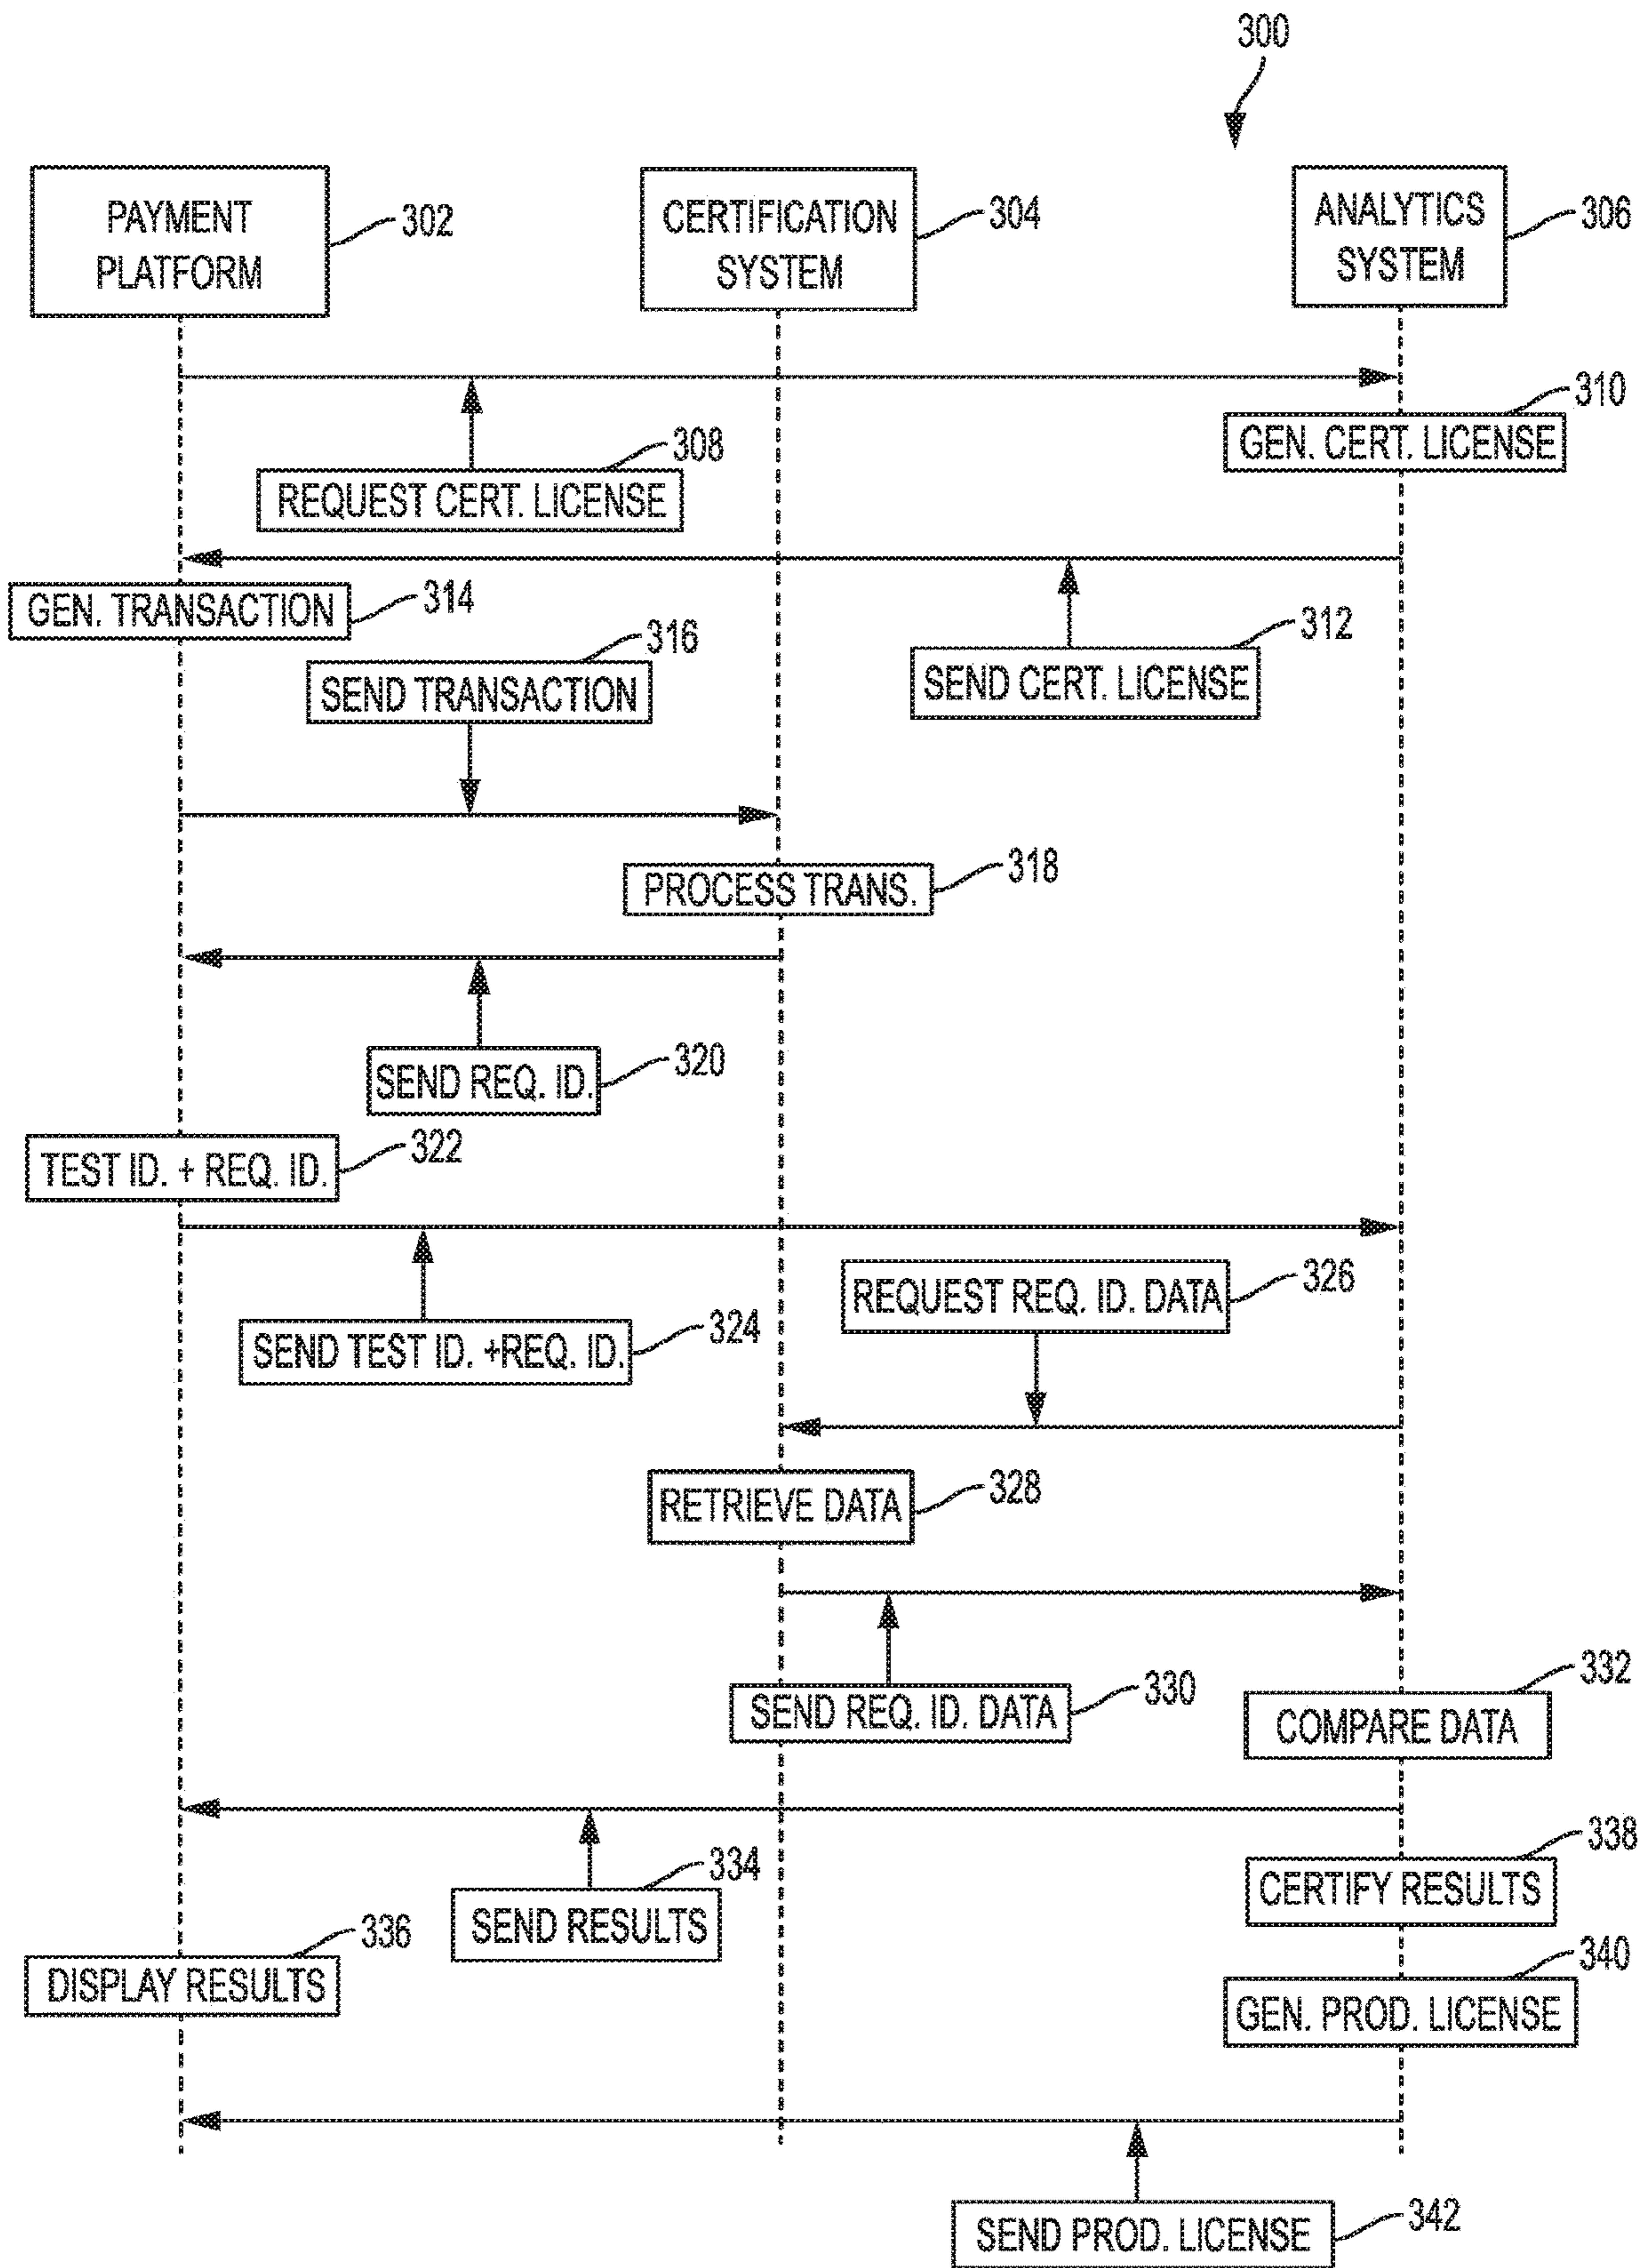 300
PAYMENT
PLATFORM
302
CERTIFICATION
SYSTEM
304
ANALYTICS
SYSTEM
306
310
GEN. CERT. LICENSE
308
REQUEST CERT. LICENSE
GEN. TRANSACTION
314
312
SEND CERT. LICENSE
316
SEND TRANSACTION
PROCESS TRANS.
318
SEND REQ. ID.
320
TEST ID. + REQ. ID.
322
SEND TEST ID. +REQ. ID.
324
REQUEST REQ. ID. DATA
326
RETRIEVE DATA
328
SEND REQ. ID. DATA
330
332
COMPARE DATA
334
SEND RESULTS
338
CERTIFY RESULTS
336
DISPLAY RESULTS
340
GEN. PROD. LICENSE
SEND PROD. LICENSE
342